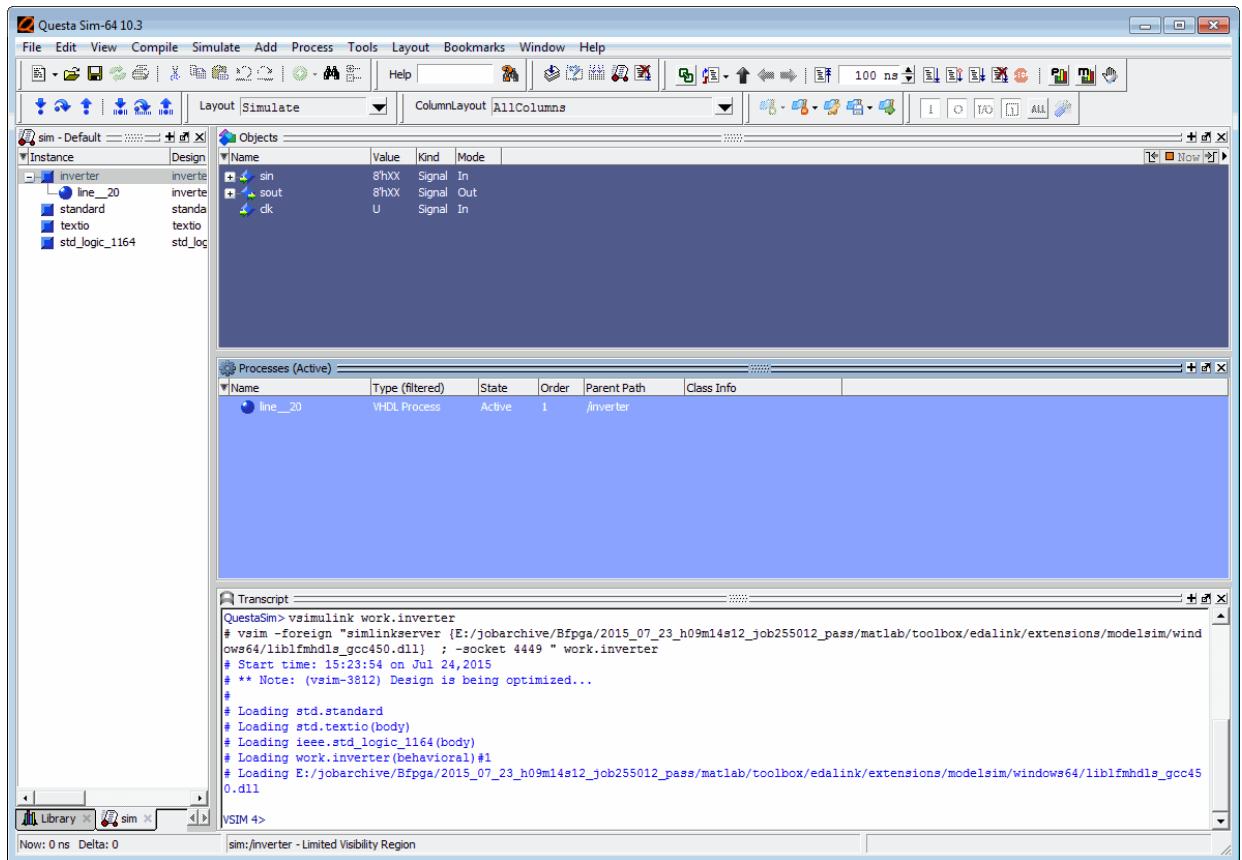 Questa Sim-64 10.3
File Edit View Compile Simulate Add Process Tools Layout Bookmarks Window Help
Help
100 ns
Layout Simulate
ColumnLayout AllColumns
I O I/O ALL
sim - Default
Instance Design
inverter inverte
line__20 inverte
standard standa
textio textio
std_logic_1164 std_log
Objects
Name Value Kind Mode
Now
sin 8'hXX Signal In
sout 8'hXX Signal Out
clk U Signal In
Processes (Active)
Name Type (filtered) State Order Parent Path Class Info
line__20 VHDL Process Active 1 /inverter
Transcript
QuestaSim> vsimulink work.inverter
# vsim -foreign "simlinkserver {E:/jobarchive/Bfpga/2015_07_23_h09m14s12_job255012_pass/matlab/toolbox/edalink/extensions/modelsim/wind
ows64/liblfmhdls_gcc450.dll} ; -socket 4449 " work.inverter
# Start time: 15:23:54 on Jul 24,2015
# ** Note: (vsim-3812) Design is being optimized...
#
# Loading std.standard
# Loading std.textio(body)
# Loading ieee.std_logic_1164(body)
# Loading work.inverter(behavioral)#1
# Loading E:/jobarchive/Bfpga/2015_07_23_h09m14s12_job255012_pass/matlab/toolbox/edalink/extensions/modelsim/windows64/liblfmhdls_gcc45
0.dll
VSIM 4>
Library sim
Now: 0 ns Delta: 0
sim:/inverter - Limited Visibility Region